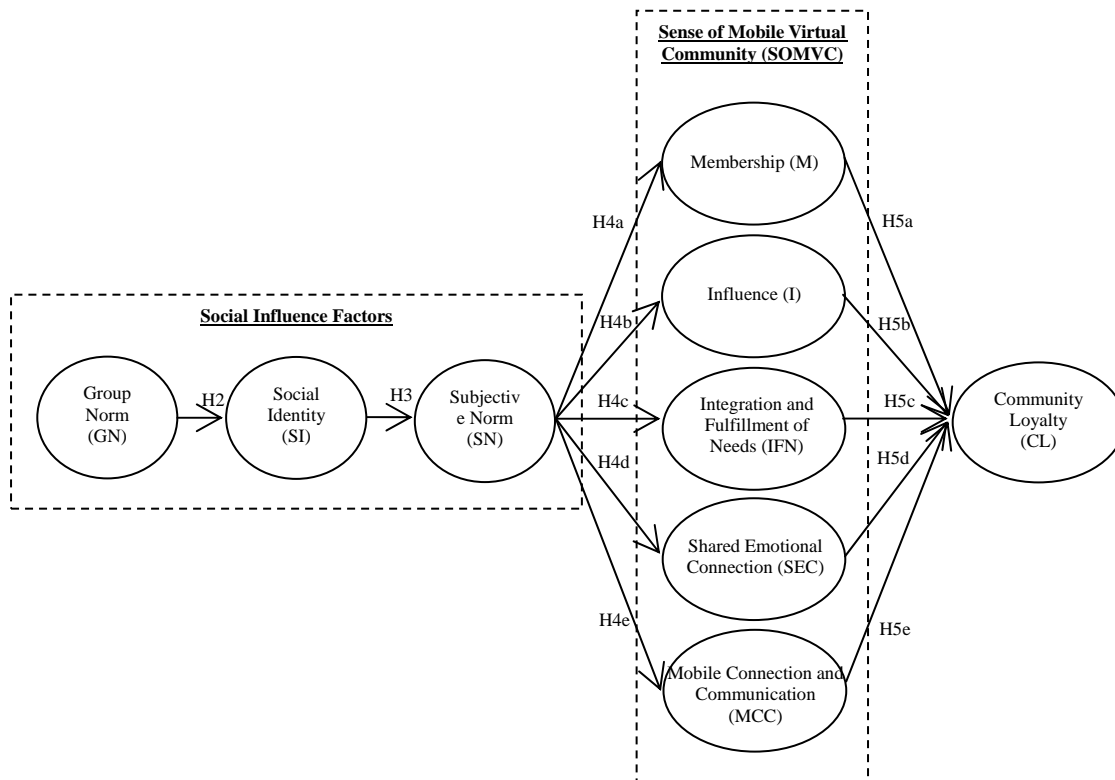 Sense of Mobile Virtual
Community (SOMVC)
Membership (M)
H4a
H5a
Influence (I)
H4b
H5b
Social Influence Factors
Group
Norm
(GN)
H2
Social
Identity
(SI)
H3
Subjectiv
e Norm
(SN)
H4c
Integration and
Fulfillment of
Needs (IFN)
H5c
Community
Loyalty
(CL)
H4d
H5d
Shared Emotional
Connection (SEC)
H4e
H5e
Mobile Connection and
Communication
(MCC)